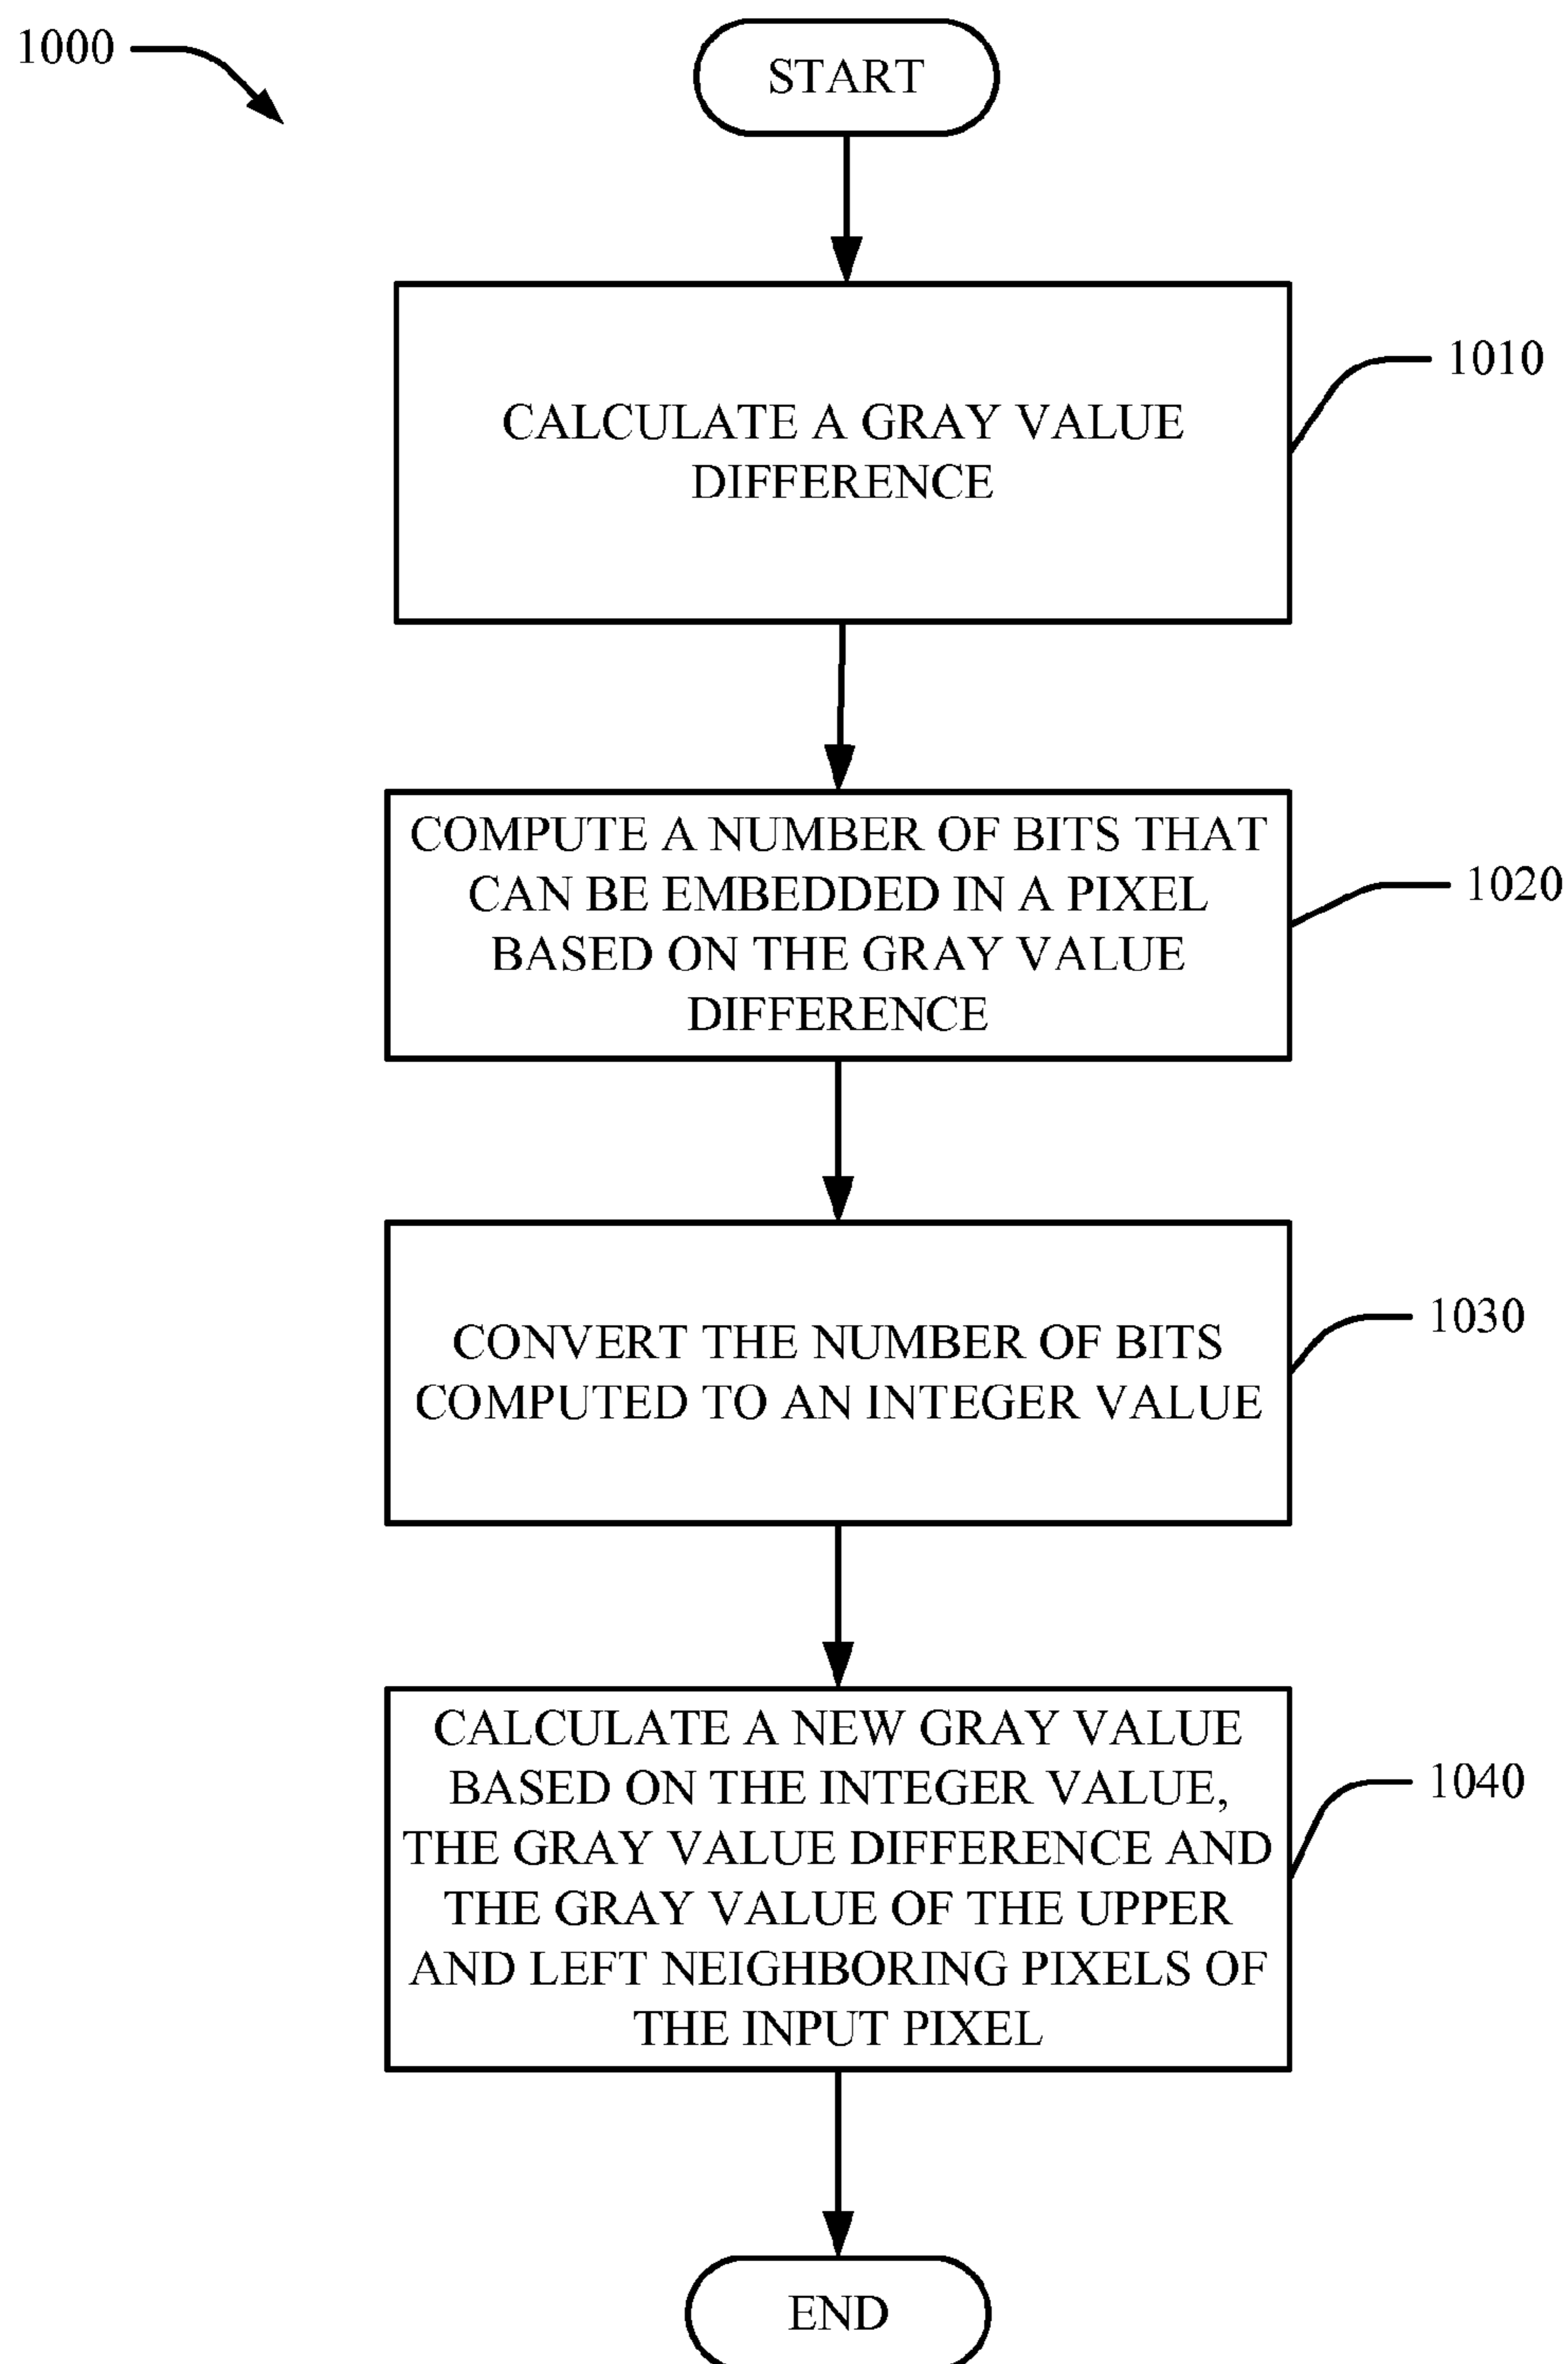 1000
START
CALCULATE A GRAY VALUE
DIFFERENCE
1010
COMPUTE A NUMBER OF BITS THAT
CAN BE EMBEDDED IN A PIXEL
BASED ON THE GRAY VALUE
DIFFERENCE
1020
CONVERT THE NUMBER OF BITS
COMPUTED TO AN INTEGER VALUE
1030
CALCULATE A NEW GRAY VALUE
BASED ON THE INTEGER VALUE,
THE GRAY VALUE DIFFERENCE AND
THE GRAY VALUE OF THE UPPER
AND LEFT NEIGHBORING PIXELS OF
THE INPUT PIXEL
1040
END